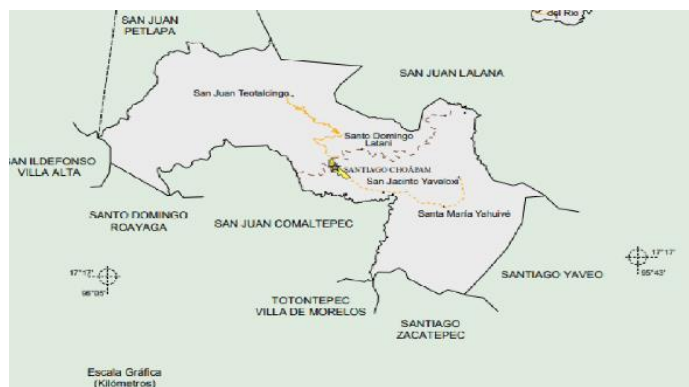 SAN JUAN
PETLAPA
del Rio
SAN JUAN LALANA
San Juan Teotalcingo
Santo Domingo
Latani
SAN ILDEFONSO
VILLA ALTA
SANTIAGO CHOÁPAM
San Jacinto Yaveloxi
Santa María Yahuivé
SANTO DOMINGO
ROAYAGA
SAN JUAN COMALTEPEC
17°17'
96°05'
SANTIAGO YAVEO
17°17'
95°43'
TOTONTEPEC
VILLA DE MORELOS
SANTIAGO
ZACATEPEC
Escala Gráfica
(Kilómetros)